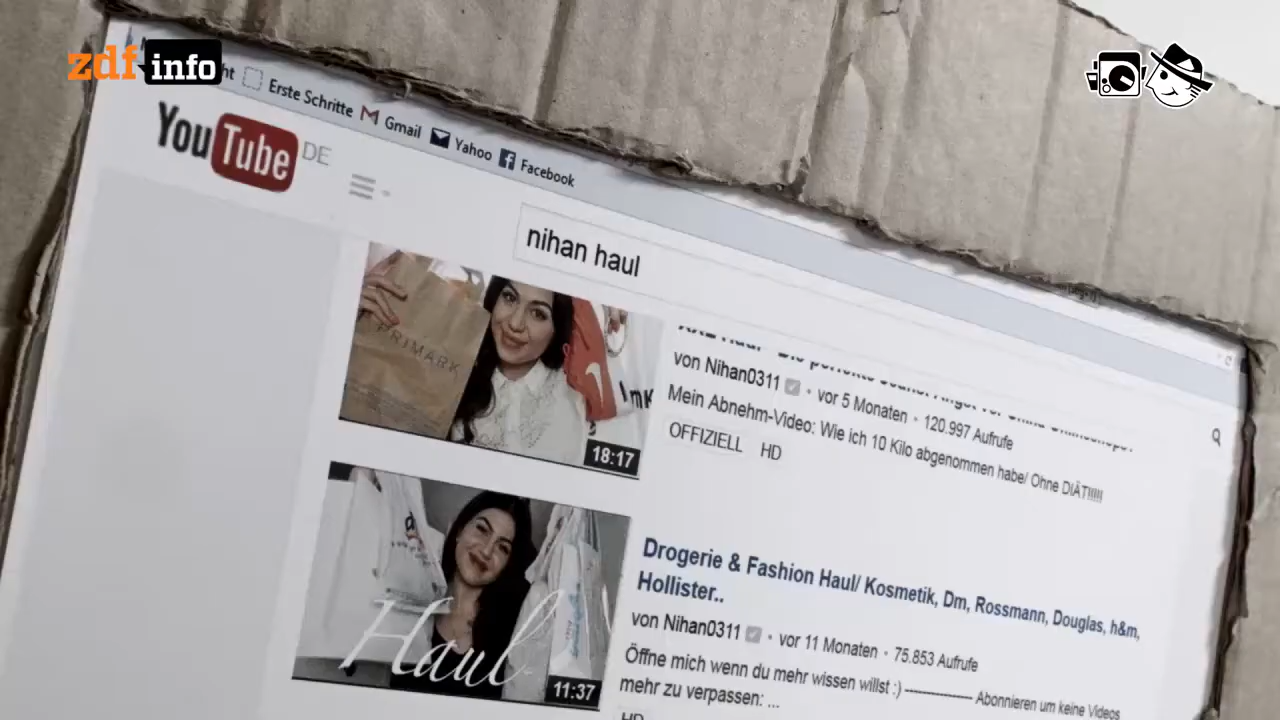 zdf info
ht Erste Schritte Gmail Yahoo Facebook
YouTube DE
nihan haul
PRIMARK
von Nihan0311 • vor 5 Monaten • 120.997 Aufrufe
Mein Abnehm-Video: Wie ich 10 Kilo abgenommen habe/ Ohne DIÄT!!!!!
OFFIZIELL HD
18:17
Drogerie & Fashion Haul/ Kosmetik, Dm, Rossmann, Douglas, h&m,
Hollister..
von Nihan0311 • vor 11 Monaten • 75.853 Aufrufe
Öffne mich wenn du mehr wissen willst :) ---------------- Abonnieren um keine Videos
mehr zu verpassen: ...
HD
Haul
11:37